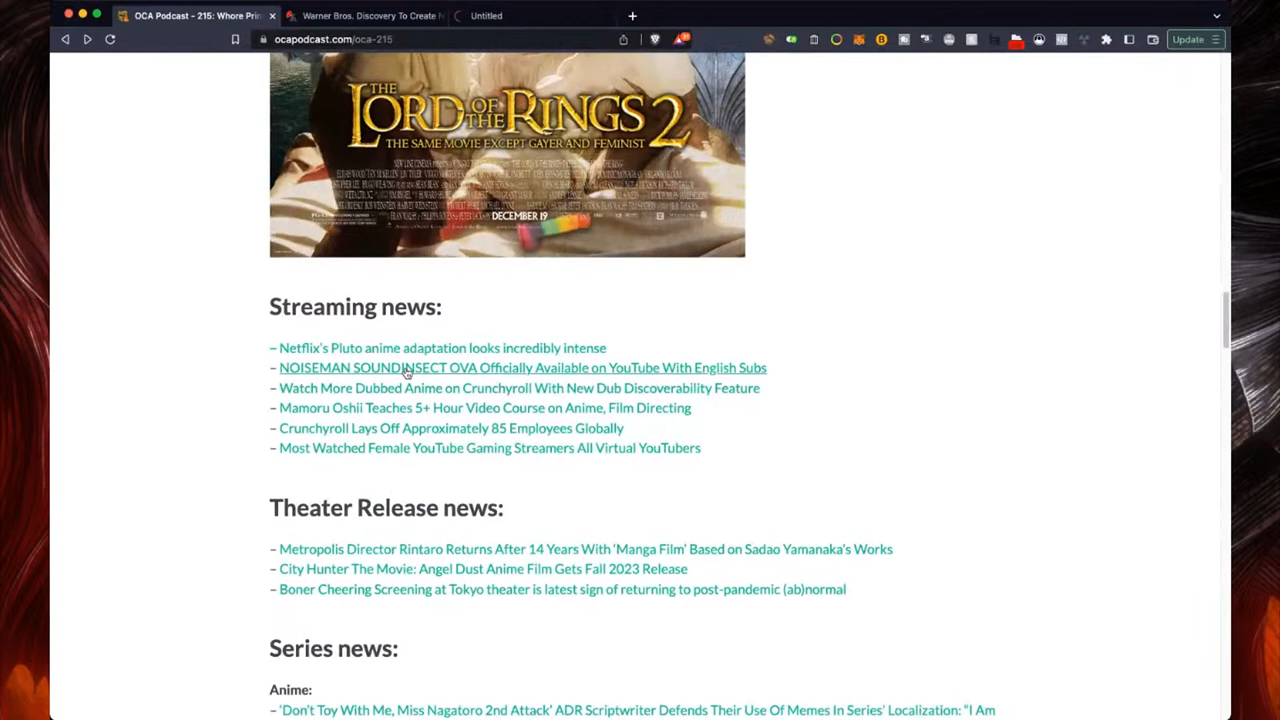 OCA Podcast - 215: Whore Prin
Warner Bros. Discovery To Create N
Untitled
ocapodcast.com/oca-215
Update
THE
LORD OF THE RINGS 2
THE SAME MOVIE EXCEPT GAYER AND FEMINIST
DECEMBER 19
Streaming news:
– Netflix's Pluto anime adaptation looks incredibly intense
– NOISEMAN SOUNDINSECT OVA Officially Available on YouTube With English Subs
– Watch More Dubbed Anime on Crunchyroll With New Dub Discoverability Feature
– Mamoru Oshii Teaches 5+ Hour Video Course on Anime, Film Directing
– Crunchyroll Lays Off Approximately 85 Employees Globally
– Most Watched Female YouTube Gaming Streamers All Virtual YouTubers
Theater Release news:
– Metropolis Director Rintaro Returns After 14 Years With 'Manga Film' Based on Sadao Yamanaka's Works
– City Hunter The Movie: Angel Dust Anime Film Gets Fall 2023 Release
– Boner Cheering Screening at Tokyo theater is latest sign of returning to post-pandemic (ab)normal
Series news:
Anime:
– 'Don't Toy With Me, Miss Nagatoro 2nd Attack' ADR Scriptwriter Defends Their Use Of Memes In Series' Localization: "I Am